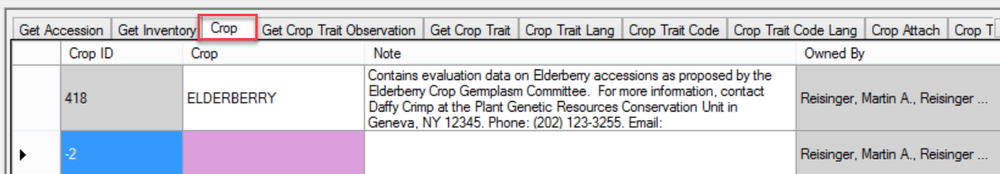 Get Accession Get Inventory Crop Get Crop Trait Observation Get Crop Trait Crop Trait Lang Crop Trait Code Crop Trait Code Lang Crop Attach Crop T
Crop ID Crop Note Owned By
Contains evaluation data on Elderberry accessions as proposed by the
Elderberry Crop Germplasm Committee. For more information, contact
418 ELDERBERRY Daffy Crimp at the Plant Genetic Resources Conservation Unit in Reisinger, Martin A., Reisinger ...
Geneva, NY 12345. Phone: (202) 123-3255. Email:
-2 Reisinger, Martin A., Reisinger ...